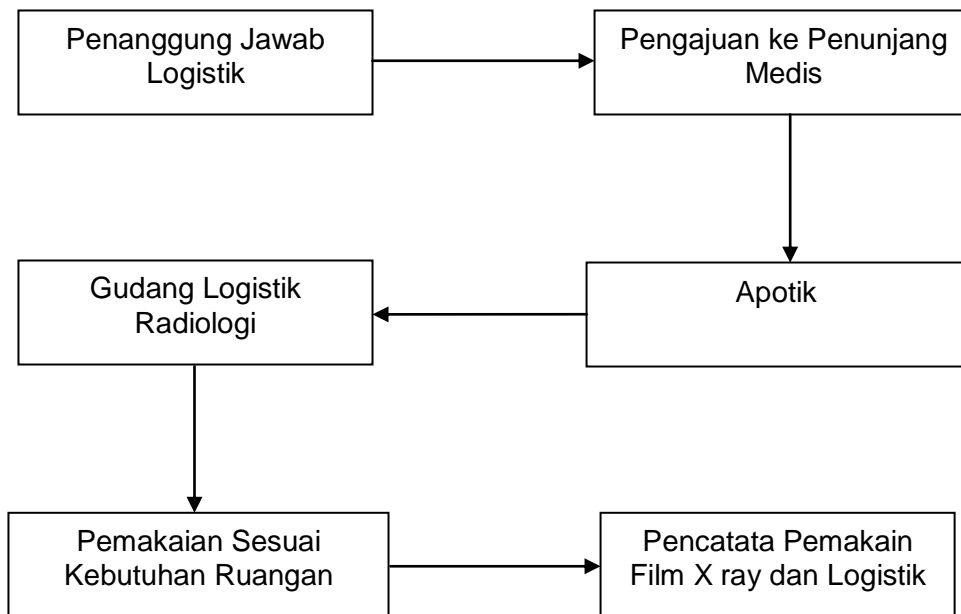 Penanggung Jawab
Logistik
Pengajuan ke Penunjang
Medis
Apotik
Gudang Logistik
Radiologi
Pemakaian Sesuai
Kebutuhan Ruangan
Pencatata Pemakain
Film X ray dan Logistik